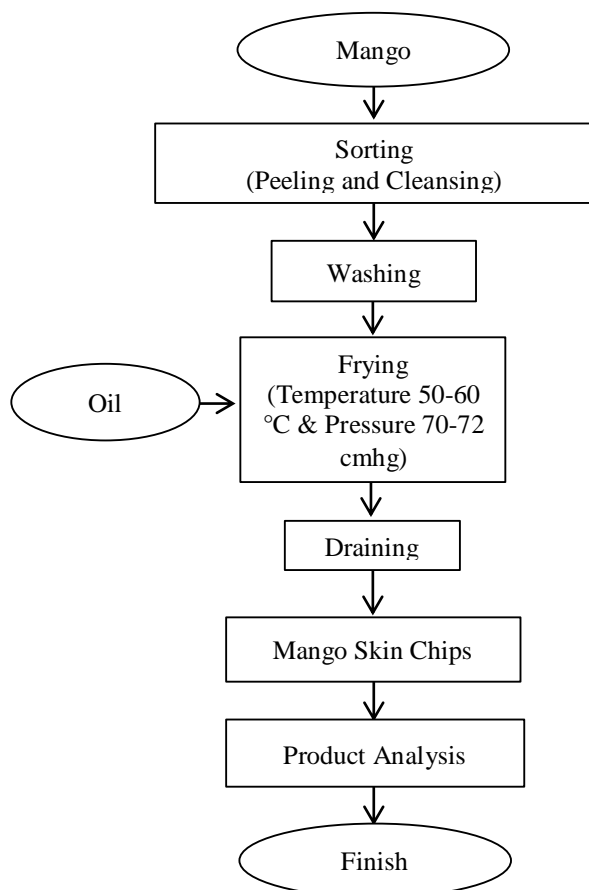 Mango
Sorting
(Peeling and Cleansing)
Washing
Frying
(Temperature 50-60
°C & Pressure 70-72
cmhg)
Oil
Draining
Mango Skin Chips
Product Analysis
Finish